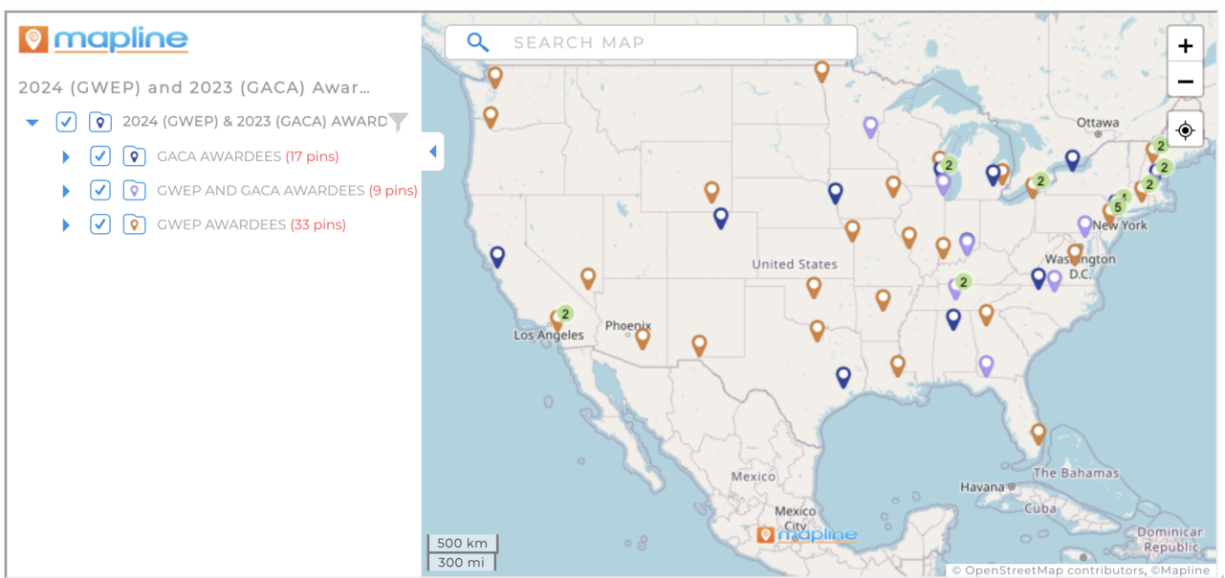 mapline
2024 (GWEP) and 2023 (GACA) Awar...
2024 (GWEP) & 2023 (GACA) AWARD
GACA AWARDEES (17 pins)
GWEP AND GACA AWARDEES (9 pins)
GWEP AWARDEES (33 pins)
SEARCH MAP
+
−
Ottawa
2
2
2
2
2
4
5
New York
Washington
D.C.
United States
2
2
Los Angeles
Phoenix
Mexico
Mexico
City
mapline
Havana
The Bahamas
Cuba
Dominican
Republic
500 km
300 mi
© OpenStreetMap contributors, ©Mapline